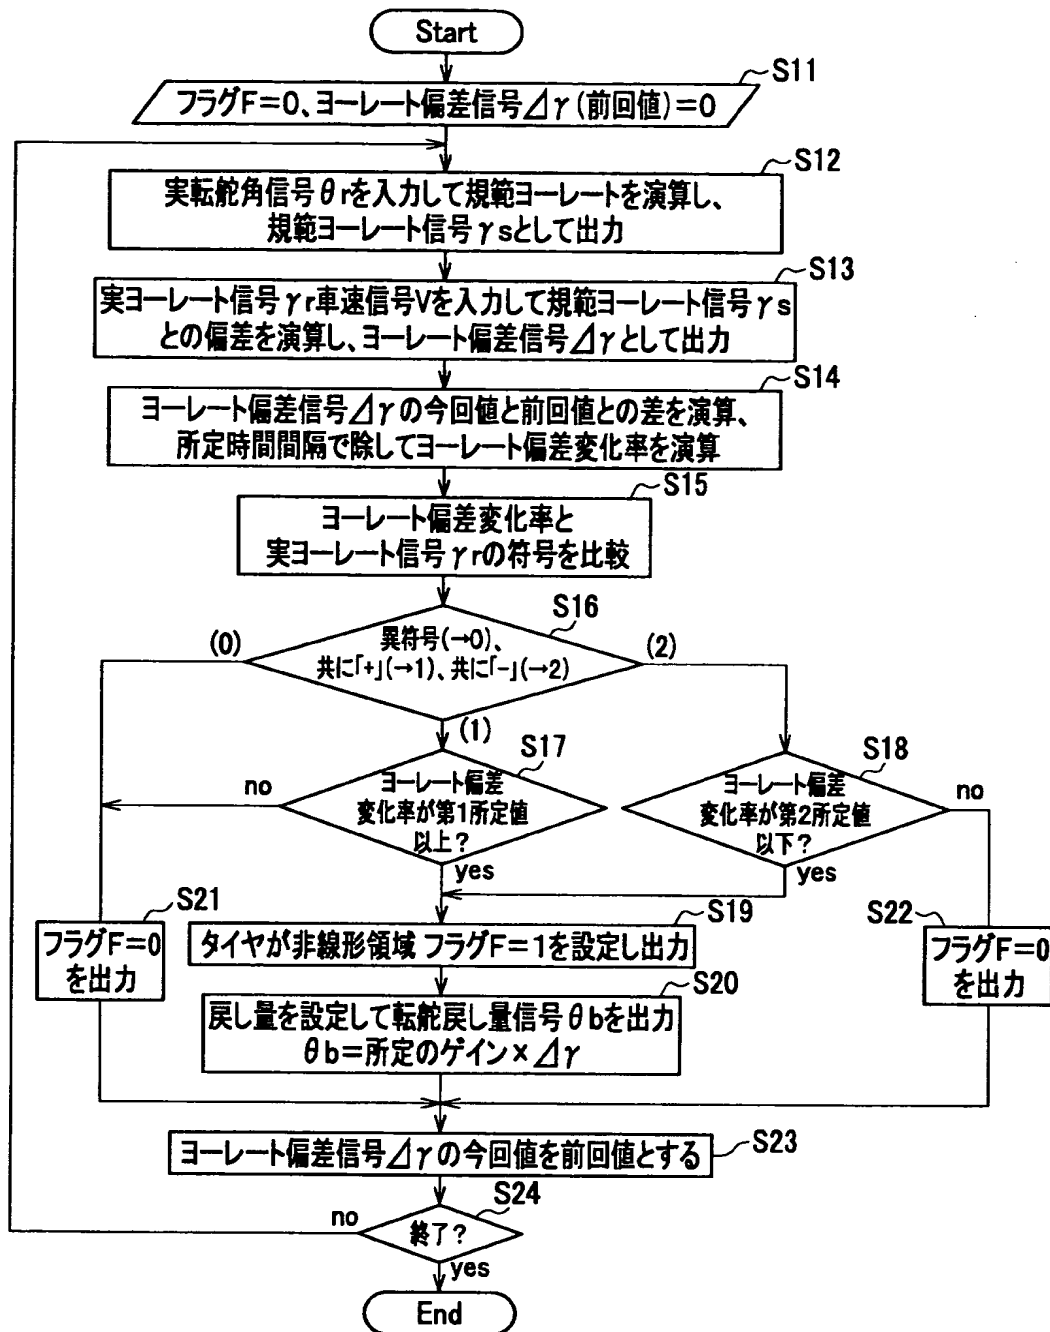 Start
S11
フラグF=0、ヨーレート偏差信号⊿γ(前回値)=0
S12
実転舵角信号θrを入力して規範ヨーレートを演算し、
規範ヨーレート信号γsとして出力
S13
実ヨーレート信号γr車速信号Vを入力して規範ヨーレート信号γs
との偏差を演算し、ヨーレート偏差信号⊿γとして出力
S14
ヨーレート偏差信号⊿γの今回値と前回値との差を演算、
所定時間間隔で除してヨーレート偏差変化率を演算
S15
ヨーレート偏差変化率と
実ヨーレート信号γrの符号を比較
S16
(0)
異符号(→0)、
共に「+」(→1)、共に「-」(→2)
(2)
(1)
S17
ヨーレート偏差
変化率が第1所定値
以上?
no
yes
S18
ヨーレート偏差
変化率が第2所定値
以下?
no
yes
S21
フラグF=0
を出力
S19
タイヤが非線形領域 フラグF=1を設定し出力
S22
フラグF=0
を出力
S20
戻し量を設定して転舵戻し量信号θbを出力
θb=所定のゲイン×⊿γ
S23
ヨーレート偏差信号⊿γの今回値を前回値とする
S24
no
終了?
yes
End